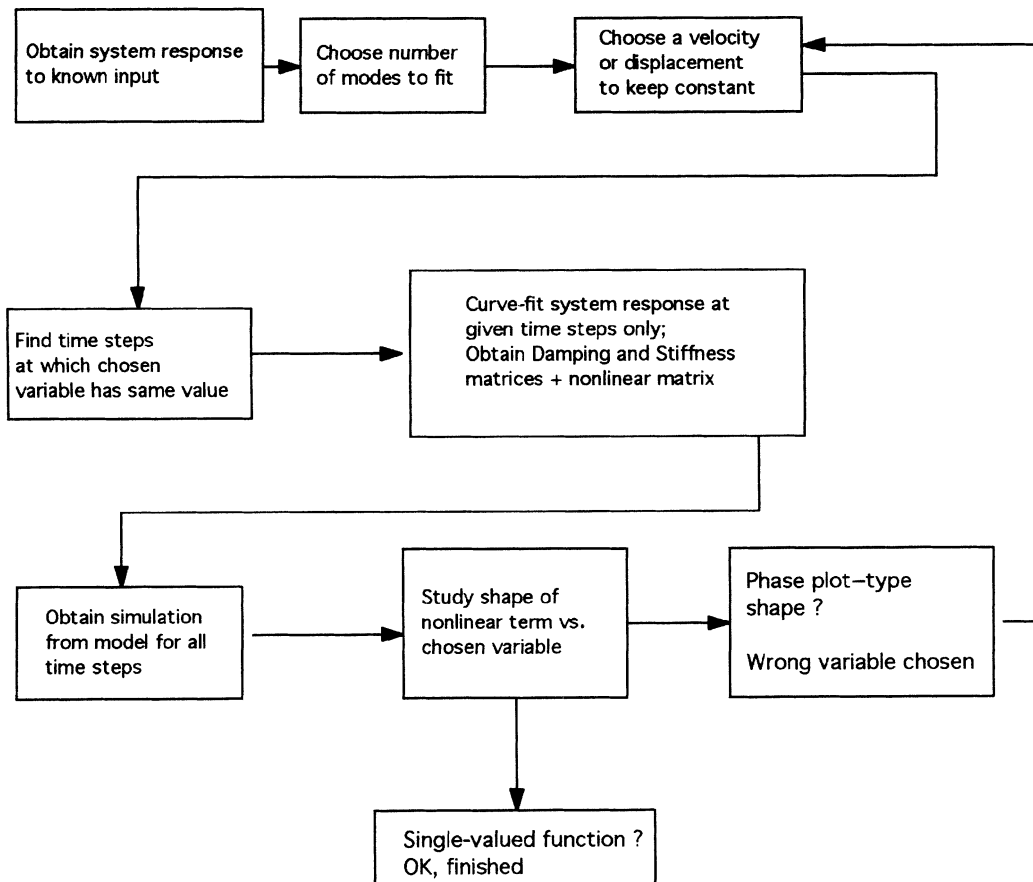 Obtain system response
to known input
Choose number
of modes to fit
Choose a velocity
or displacement
to keep constant
Find time steps
at which chosen
variable has same value
Curve-fit system response at
given time steps only;
Obtain Damping and Stiffness
matrices + nonlinear matrix
Obtain simulation
from model for all
time steps
Study shape of
nonlinear term vs.
chosen variable
Phase plot–type
shape ?
Wrong variable chosen
Single-valued function ?
OK, finished